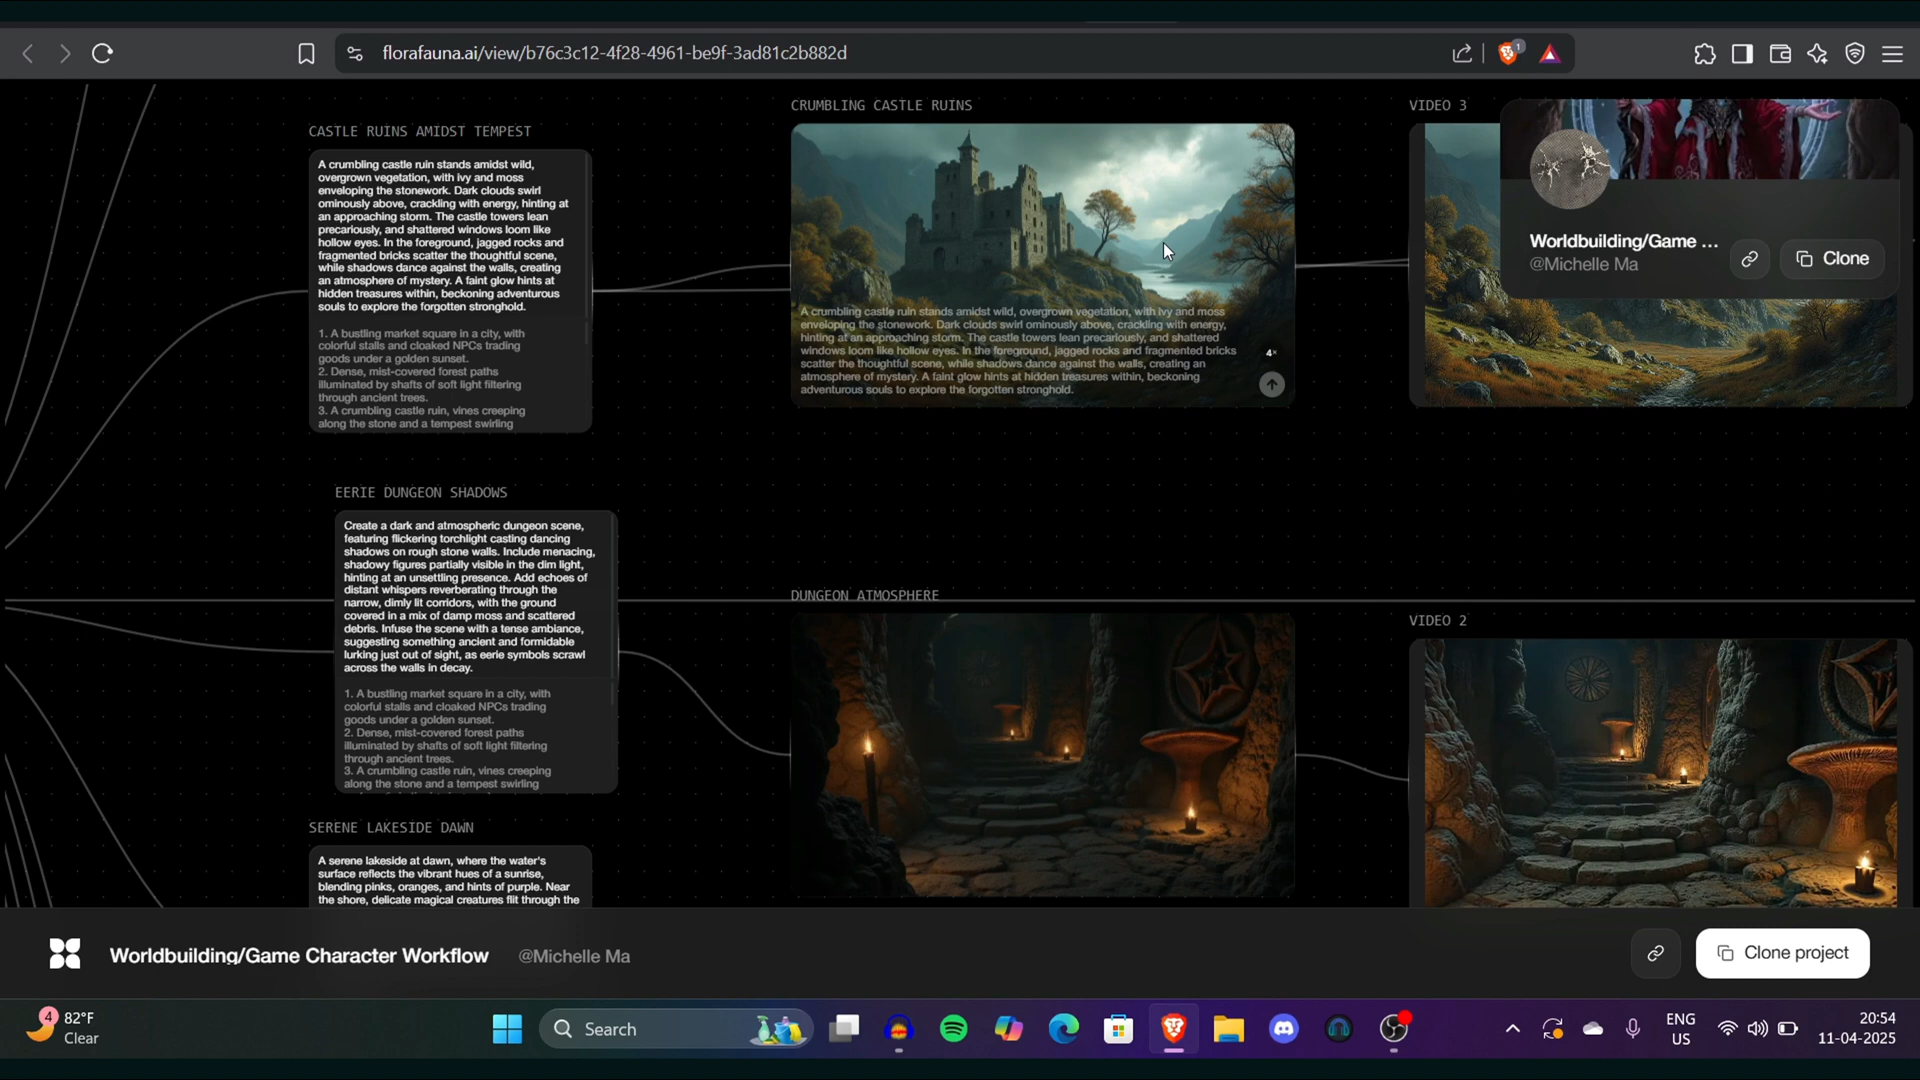 florafauna.ai/view/b76c3c12-4f28-4961-be9f-3ad81c2b882d
1
CASTLE RUINS AMIDST TEMPEST
A crumbling castle ruin stands amidst wild,
overgrown vegetation, with ivy and moss
enveloping the stonework. Dark clouds swirl
ominously above, crackling with energy, hinting at
an approaching storm. The castle towers lean
precariously, and shattered windows loom like
hollow eyes. In the foreground, jagged rocks and
fragmented bricks scatter the thoughtful scene,
while shadows dance against the walls, creating
an atmosphere of mystery. A faint glow hints at
hidden treasures within, beckoning adventurous
souls to explore the forgotten stronghold.
1. A bustling market square in a city, with
colorful stalls and cloaked NPCs trading
goods under a golden sunset.
2. Dense, mist-covered forest paths
illuminated by shafts of soft light filtering
through ancient trees.
3. A crumbling castle ruin, vines creeping
along the stone and a tempest swirling
CRUMBLING CASTLE RUINS
A crumbling castle ruin stands amidst wild, overgrown vegetation, with ivy and moss
enveloping the stonework. Dark clouds swirl ominously above, crackling with energy,
hinting at an approaching storm. The castle towers lean precariously, and shattered
windows loom like hollow eyes. In the foreground, jagged rocks and fragmented bricks
scatter the thoughtful scene, while shadows dance against the walls, creating an
atmosphere of mystery. A faint glow hints at hidden treasures within, beckoning
adventurous souls to explore the forgotten stronghold.
4×
VIDEO 3
Worldbuilding/Game ...
@Michelle Ma
Clone
EERIE DUNGEON SHADOWS
Create a dark and atmospheric dungeon scene,
featuring flickering torchlight casting dancing
shadows on rough stone walls. Include menacing,
shadowy figures partially visible in the dim light,
hinting at an unsettling presence. Add echoes of
distant whispers reverberating through the
narrow, dimly lit corridors, with the ground
covered in a mix of damp moss and scattered
debris. Infuse the scene with a tense ambiance,
suggesting something ancient and formidable
lurking just out of sight, as eerie symbols scrawl
across the walls in decay.
1. A bustling market square in a city, with
colorful stalls and cloaked NPCs trading
goods under a golden sunset.
2. Dense, mist-covered forest paths
illuminated by shafts of soft light filtering
through ancient trees.
3. A crumbling castle ruin, vines creeping
along the stone and a tempest swirling
DUNGEON ATMOSPHERE
VIDEO 2
SERENE LAKESIDE DAWN
A serene lakeside at dawn, where the water's
surface reflects the vibrant hues of a sunrise,
blending pinks, oranges, and hints of purple. Near
the shore, delicate magical creatures flit through the
Worldbuilding/Game Character Workflow
@Michelle Ma
Clone project
4
82°F
Clear
Search
ENG
US
20:54
11-04-2025